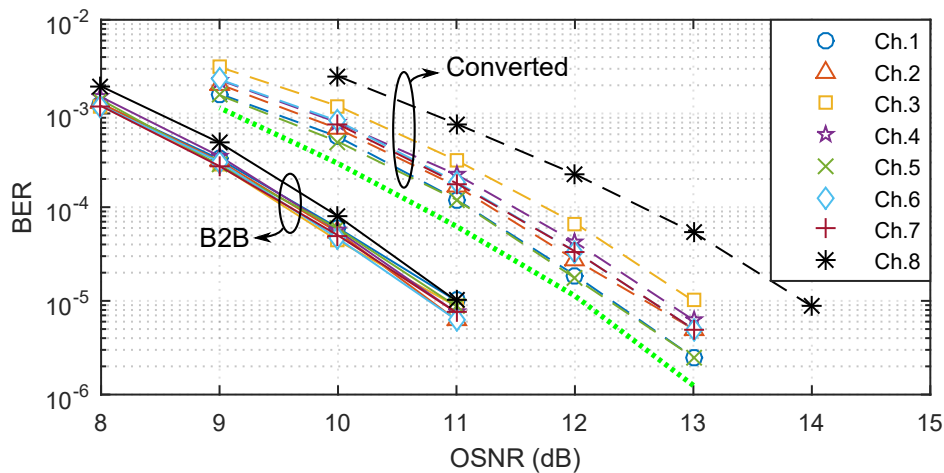 10^-2
10^-3
10^-4
10^-5
10^-6
BER
Converted
B2B
Ch.1
Ch.2
Ch.3
Ch.4
Ch.5
Ch.6
Ch.7
Ch.8
8 9 10 11 12 13 14 15
OSNR (dB)